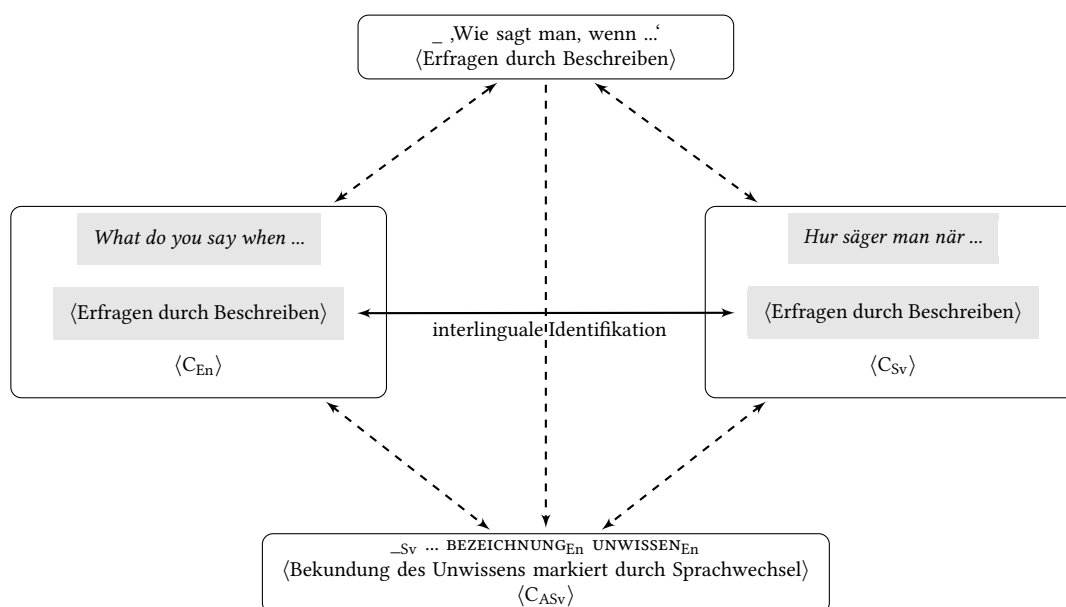 _ ‚Wie sagt man, wenn ...‘
⟨Erfragen durch Beschreiben⟩
What do you say when ...
⟨Erfragen durch Beschreiben⟩
⟨C_En⟩
Hur säger man när ...
⟨Erfragen durch Beschreiben⟩
⟨C_Sv⟩
interlinguale Identifikation
__Sv ... BEZEICHNUNG_En UNWISSEN_En
⟨Bekundung des Unwissens markiert durch Sprachwechsel⟩
⟨C_ASv⟩